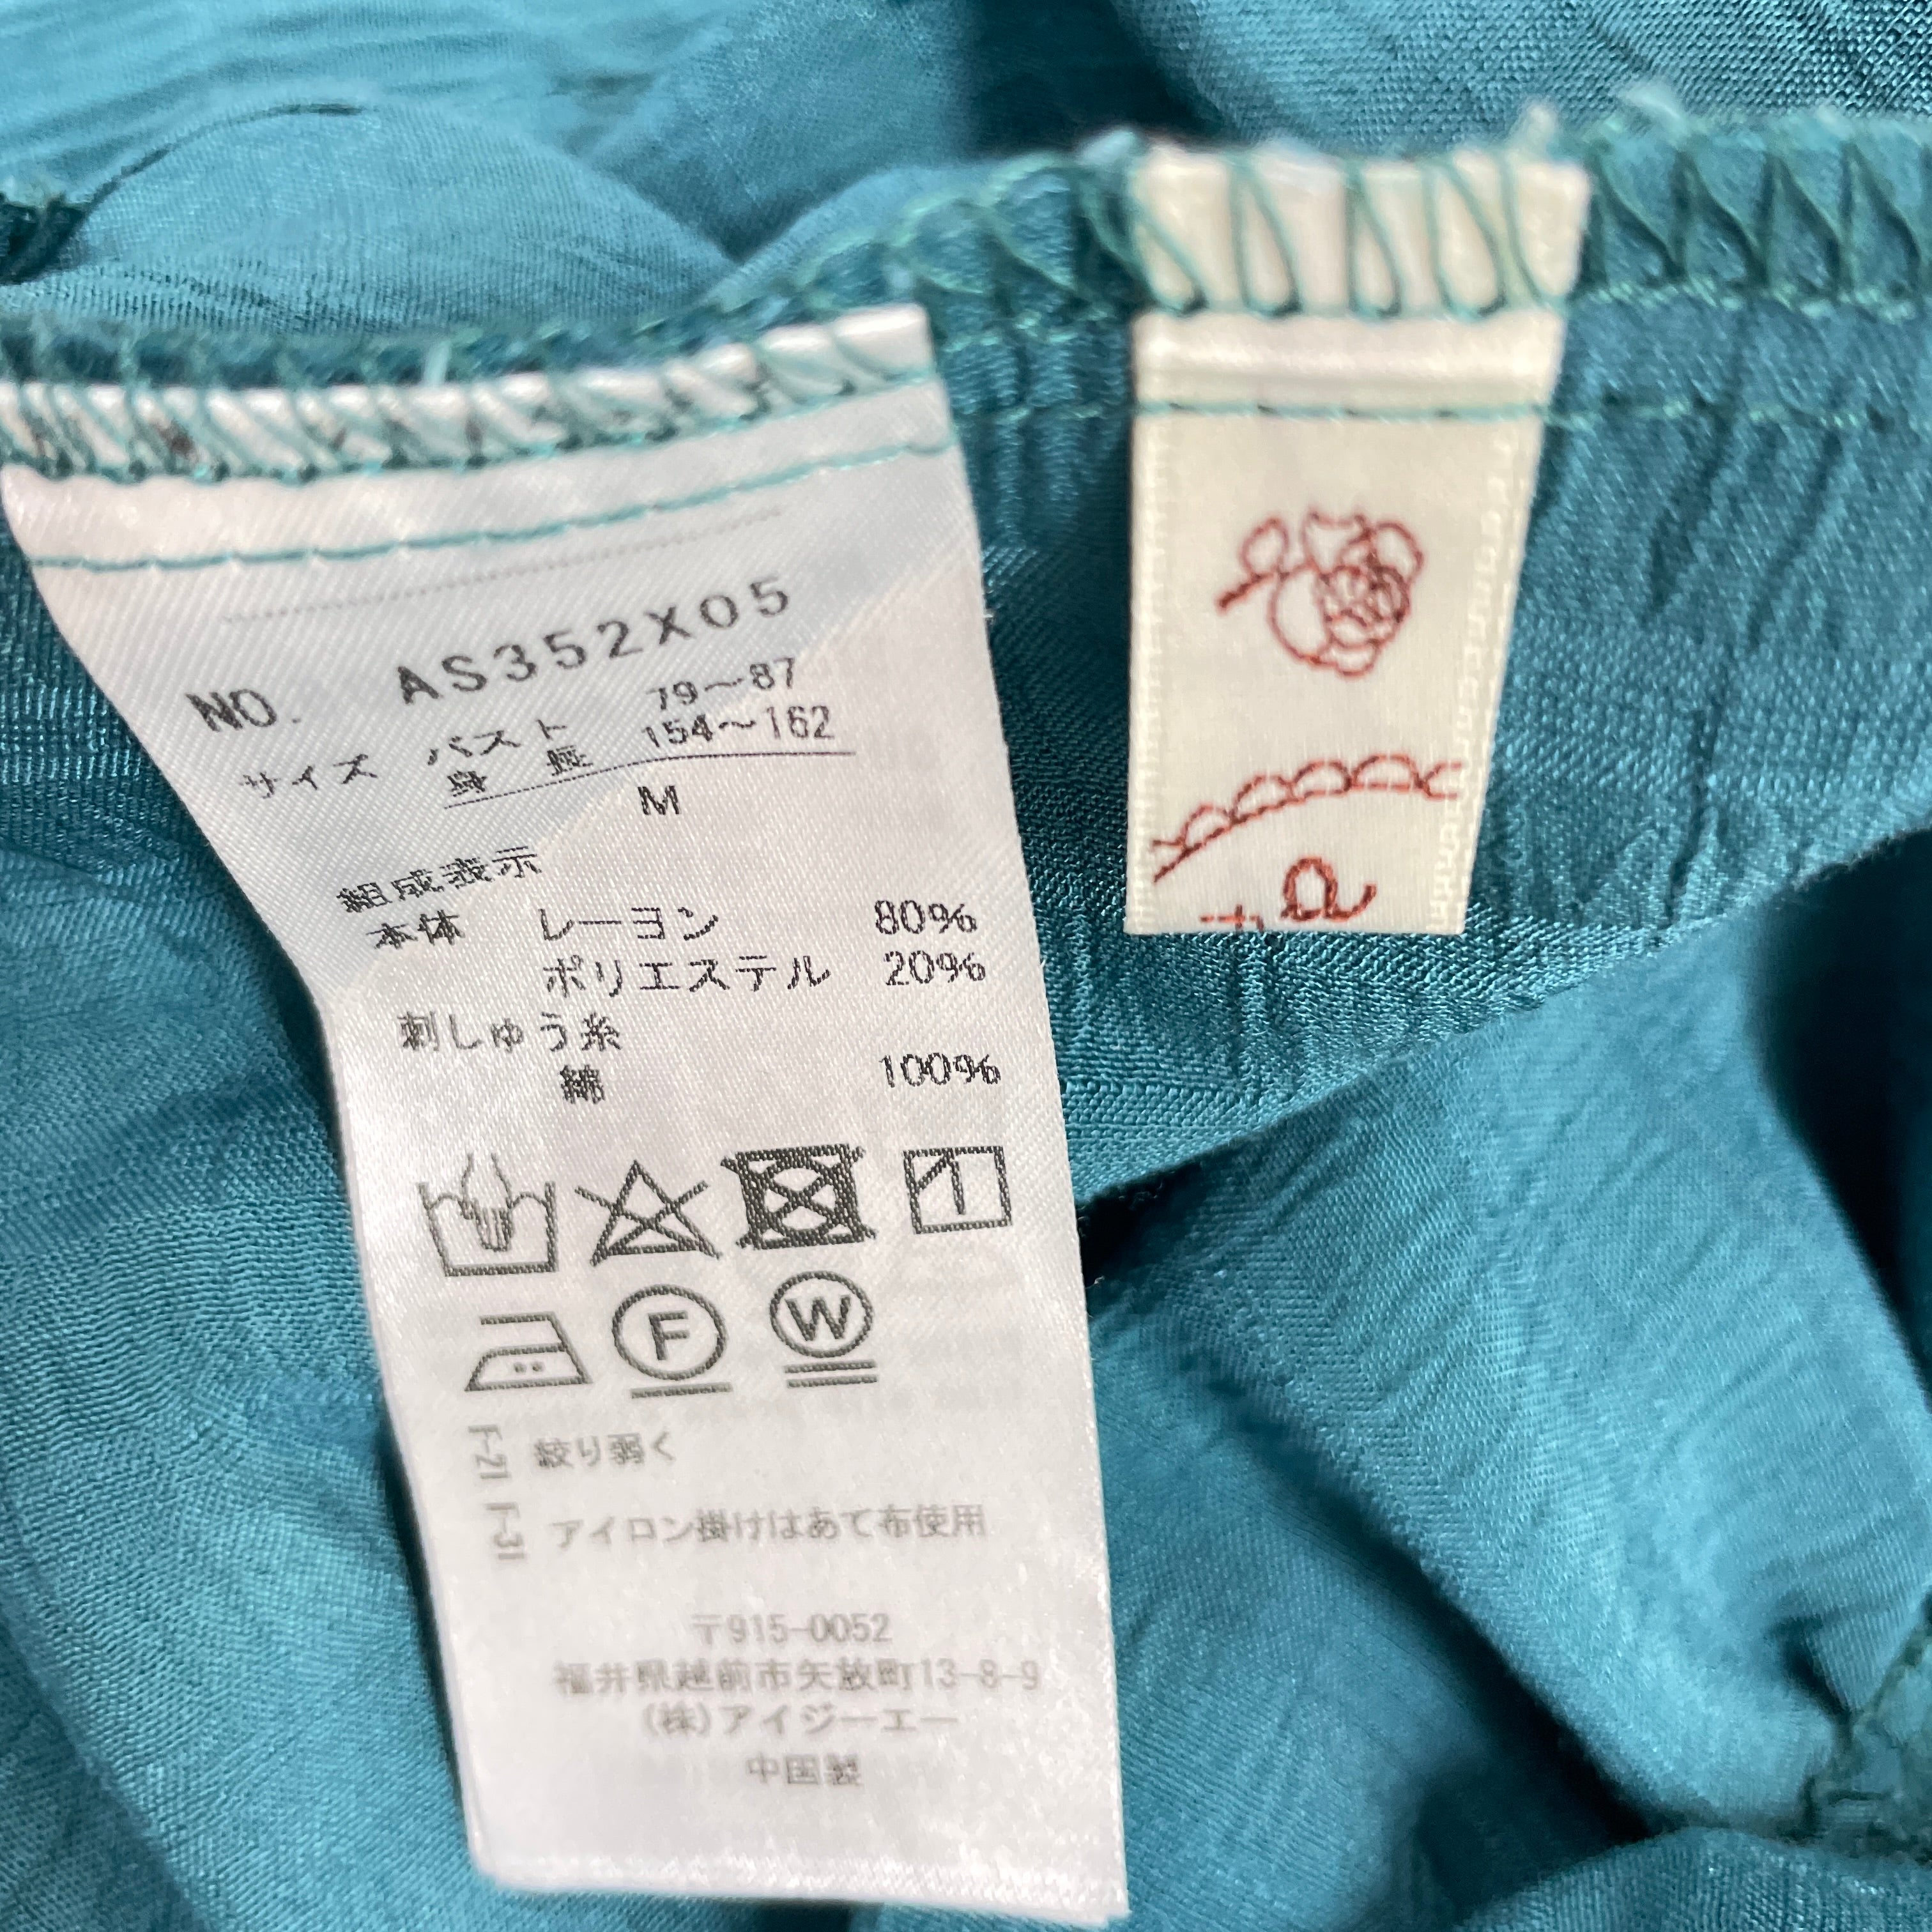 NO. AS352X05
サイズ バスト 79～87
身長 154～162
M
組成表示
本体 レーヨン 80%
ポリエステル 20%
刺しゅう糸
綿 100%
F
W
ﾄ-21 絞り弱く
ﾄ-31 アイロン掛けはあて布使用
〒915-0052
福井県越前市矢放町13-8-9
(株)アイジーエー
中国製